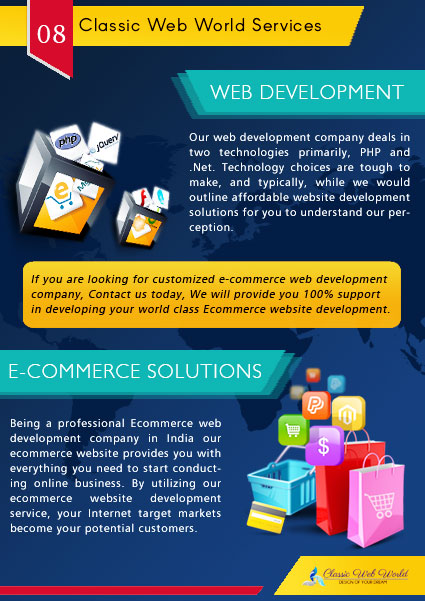 08
Classic Web World Services
WEB DEVELOPMENT
php
jQuery
Our web development company deals in
two technologies primarily, PHP and
.Net. Technology choices are tough to
make, and typically, while we would
outline affordable website development
solutions for you to understand our per-
ception.
If you are looking for customized e-commerce web development
company, Contact us today, We will provide you 100% support
in developing your world class Ecommerce website development.
E-COMMERCE SOLUTIONS
Being a professional Ecommerce web
development company in India our
ecommerce website provides you with
everything you need to start conduct-
ing online business. By utilizing our
ecommerce website development
service, your Internet target markets
become your potential customers.
$
Classic Web World
DESIGN OF YOUR DREAM